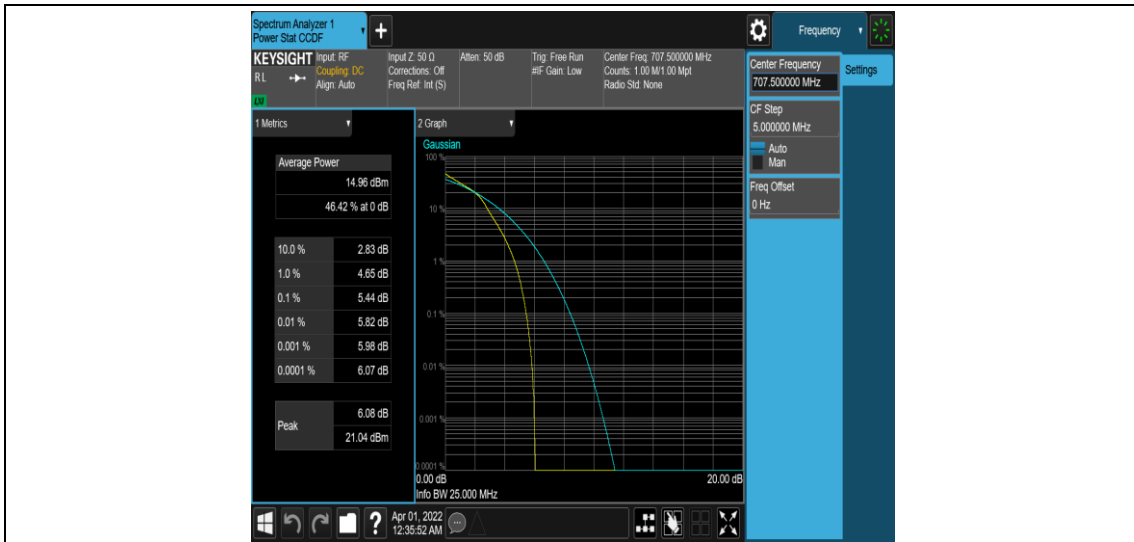 Spectrum Analyzer 1
Power Stat CCDF
Frequency
KEYSIGHT
RL
LXI
Input: RF
Coupling: DC
Align: Auto
Input Z: 50 Ω
Corrections: Off
Freq Ref: Int (S)
Atten: 50 dB
Trig: Free Run
#IF Gain: Low
Center Freq: 707.500000 MHz
Counts: 1.00 M/1.00 Mpt
Radio Std: None
Center Frequency
707.500000 MHz
Settings
CF Step
5.000000 MHz
Auto
Man
Freq Offset
0 Hz
1 Metrics
Average Power
14.96 dBm
46.42 % at 0 dB
10.0 % 2.83 dB
1.0 % 4.65 dB
0.1 % 5.44 dB
0.01 % 5.82 dB
0.001 % 5.98 dB
0.0001 % 6.07 dB
Peak
6.08 dB
21.04 dBm
2 Graph
Gaussian
100 %
10 %
1 %
0.1 %
0.01 %
0.001 %
0.0001 %
0.00 dB 20.00 dB
Info BW 25.000 MHz
?
Apr 01, 2022
12:35:52 AM